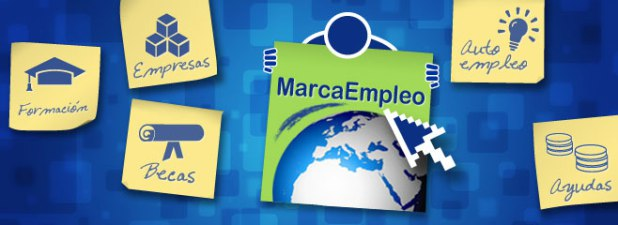 Formación
Empresas
Becas
MarcaEmpleo
Auto
empleo
Ayudas